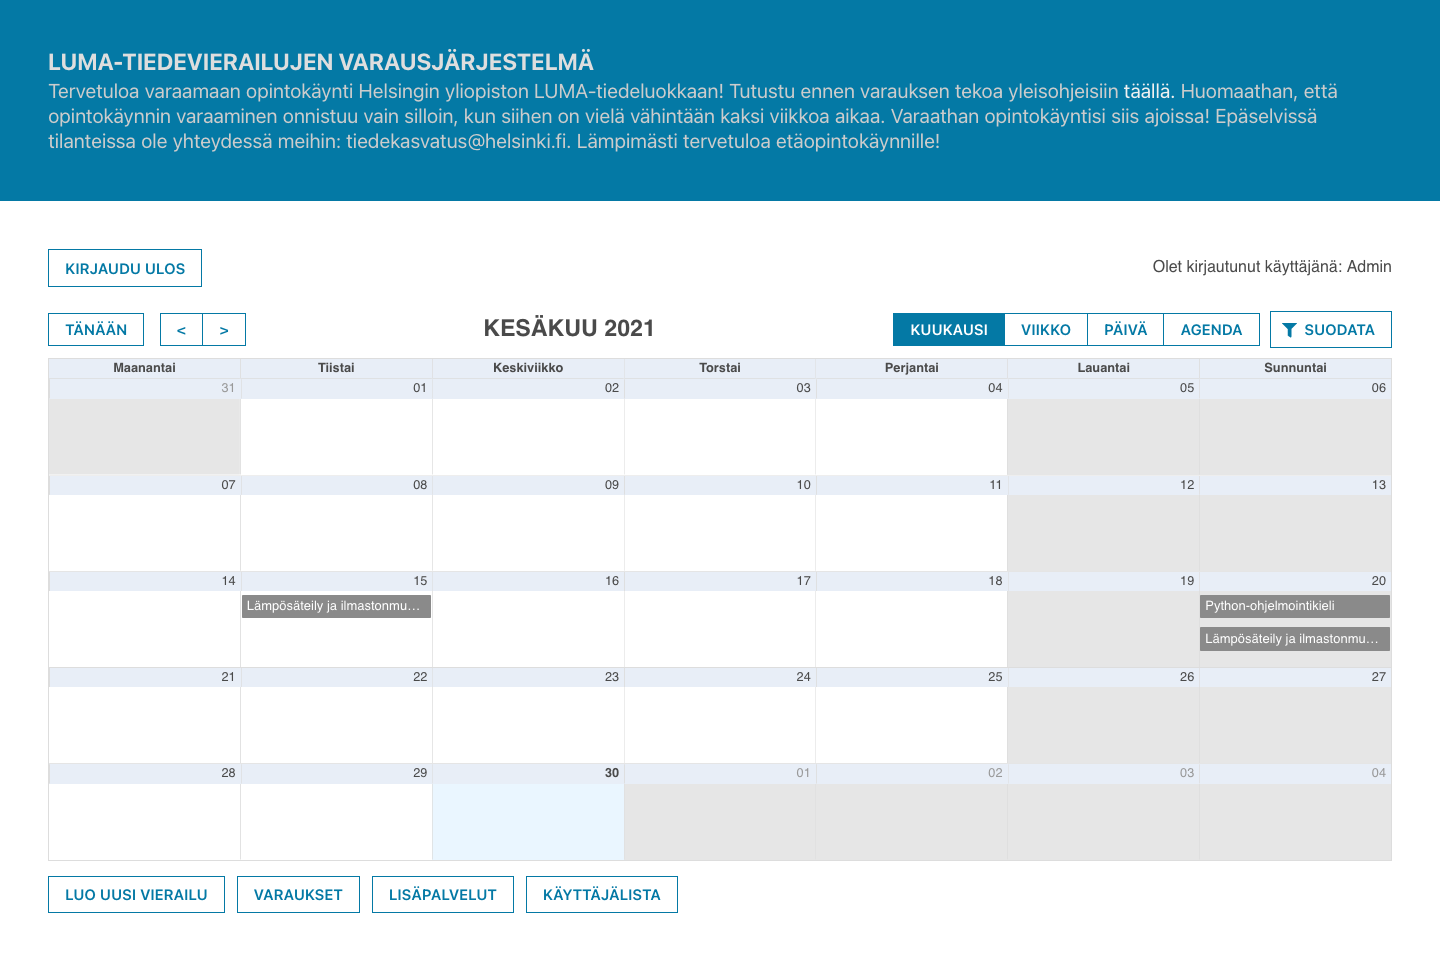 LUMA-TIEDEVIERAILUJEN VARAUSJÄRJESTELMÄ
Tervetuloa varaamaan opintokäynti Helsingin yliopiston LUMA-tiedeluokkaan! Tutustu ennen varauksen tekoa yleisohjeisiin täällä. Huomaathan, että
opintokäynnin varaaminen onnistuu vain silloin, kun siihen on vielä vähintään kaksi viikkoa aikaa. Varaathan opintokäyntisi siis ajoissa! Epäselvissä
tilanteissa ole yhteydessä meihin: tiedekasvatus@helsinki.fi. Lämpimästi tervetuloa etäopintokäynnille!
KIRJAUDU ULOS Olet kirjautunut käyttäjänä: Admin
TÄNÄÄN < > KESÄKUU 2021 KUUKAUSI VIIKKO PÄIVÄ AGENDA SUODATA
Maanantai Tiistai Keskiviikko Torstai Perjantai Lauantai Sunnuntai
31 01 02 03 04 05 06
07 08 09 10 11 12 13
14 15 16 17 18 19 20
Lämpösäteily ja ilmastonmu… Python-ohjelmointikieli
Lämpösäteily ja ilmastonmu…
21 22 23 24 25 26 27
28 29 30 01 02 03 04
LUO UUSI VIERAILU VARAUKSET LISÄPALVELUT KÄYTTÄJÄLISTA